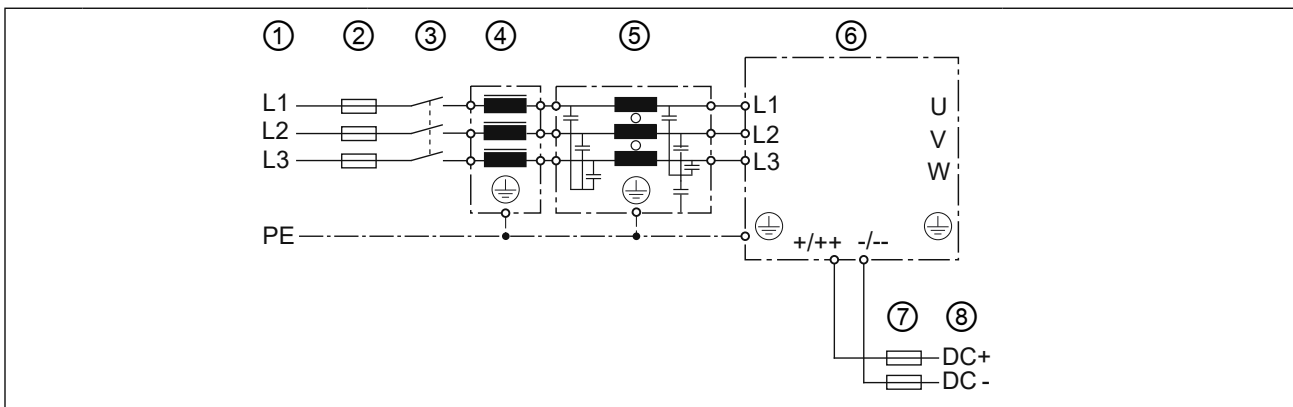 ① ② ③ ④ ⑤ ⑥
L1 L1 U
L2 L2 V
L3 L3 W
PE
+/++ -/--
⑦ ⑧
DC+
DC -